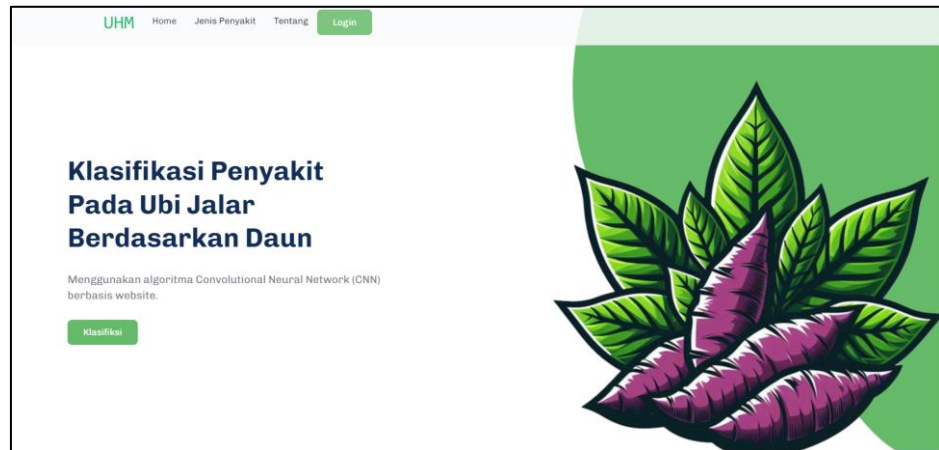 UHM Home Jenis Penyakit Tentang Login
Klasifikasi Penyakit
Pada Ubi Jalar
Berdasarkan Daun
Menggunakan algoritma Convolutional Neural Network (CNN)
berbasis website.
Klasifiksi